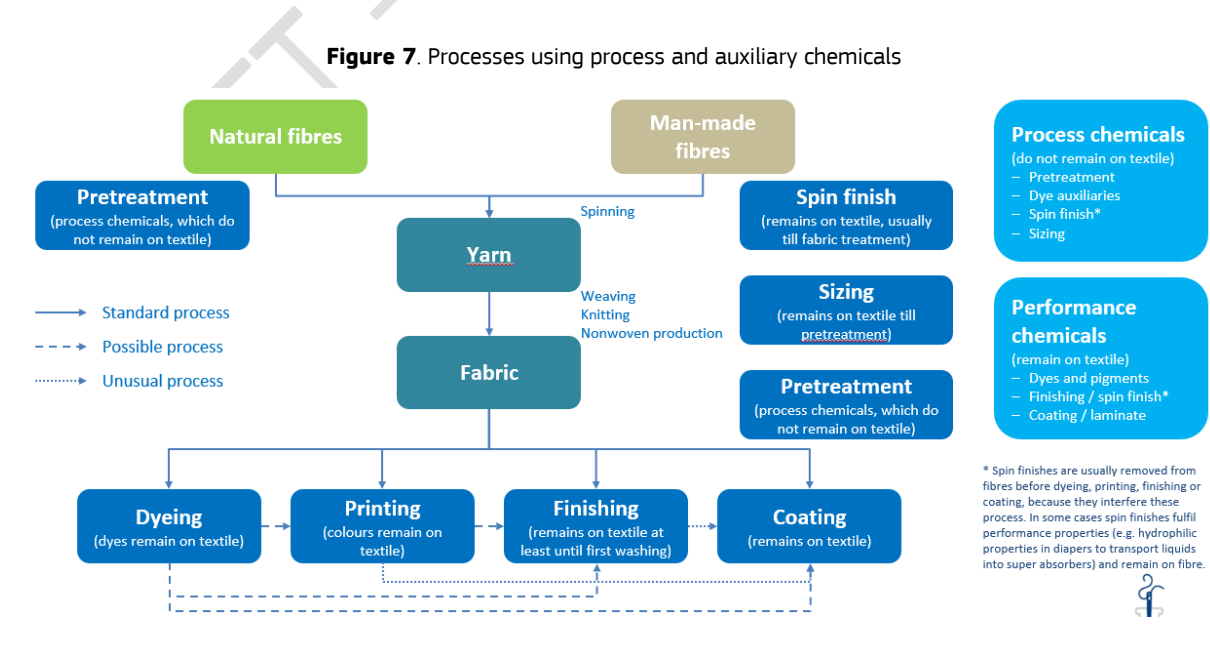 Figure 7. Processes using process and auxiliary chemicals
Natural fibres
Man-made
fibres
Pretreatment
(process chemicals, which do
not remain on textile)
Spinning
Yarn
Spin finish
(remains on textile, usually
till fabric treatment)
Process chemicals
(do not remain on textile)
– Pretreatment
– Dye auxiliaries
– Spin finish*
– Sizing
Standard process
Possible process
Unusual process
Weaving
Knitting
Nonwoven production
Fabric
Sizing
(remains on textile till
pretreatment)
Pretreatment
(process chemicals, which do
not remain on textile)
Performance
chemicals
(remain on textile)
– Dyes and pigments
– Finishing / spin finish*
– Coating / laminate
Dyeing
(dyes remain on textile)
Printing
(colours remain on
textile)
Finishing
(remains on textile at
least until first washing)
Coating
(remains on textile)
* Spin finishes are usually removed from
fibres before dyeing, printing, finishing or
coating, because they interfere these
process. In some cases spin finishes fulfil
performance properties (e.g. hydrophilic
properties in diapers to transport liquids
into super absorbers) and remain on fibre.